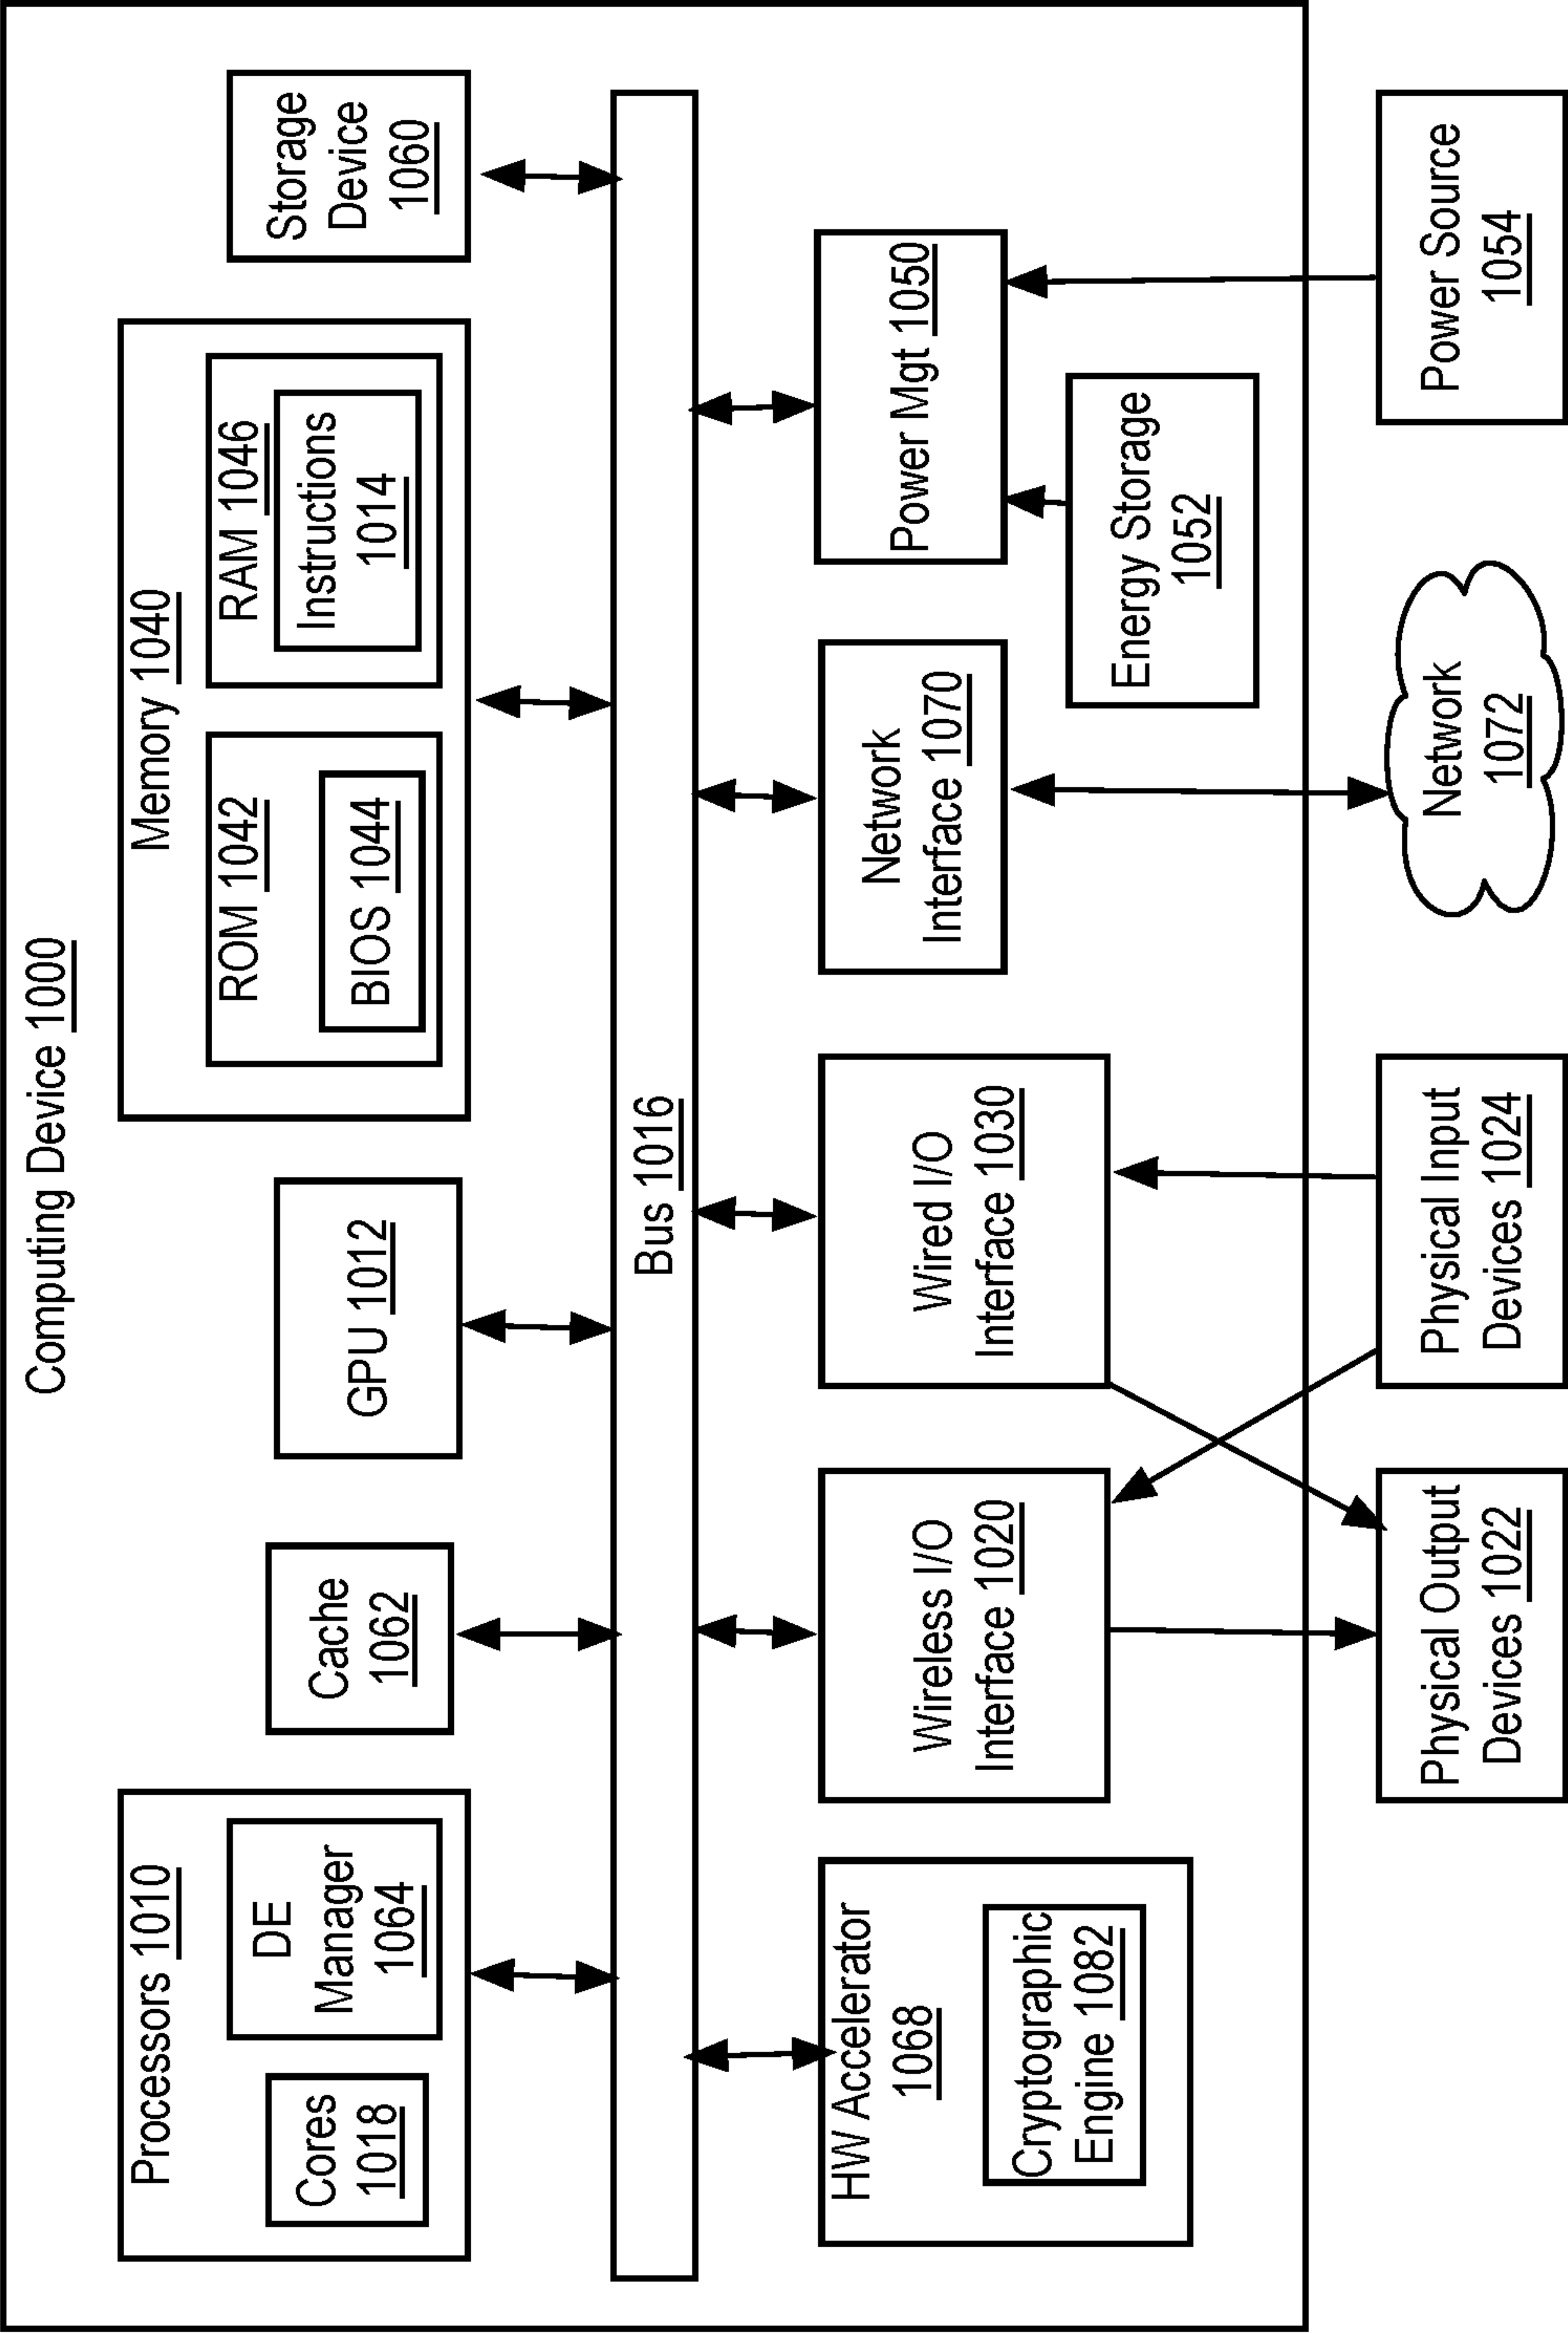 Computing Device 1000
Processors 1010
Cores
1018
DE
Manager
1064
Cache
1062
GPU 1012
Memory 1040
ROM 1042
BIOS 1044
RAM 1046
Instructions
1014
Storage
Device
1060
Bus 1016
HW Accelerator
1068
Cryptographic
Engine 1082
Wireless I/O
Interface 1020
Wired I/O
Interface 1030
Network
Interface 1070
Power Mgt 1050
Energy Storage
1052
Physical Output
Devices 1022
Physical Input
Devices 1024
Network
1072
Power Source
1054